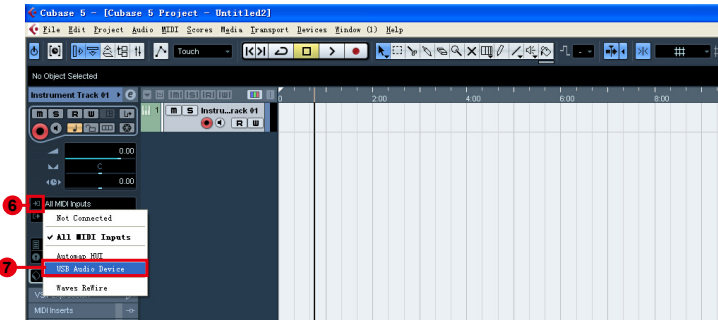 Cubase 5 - [Cubase 5 Project - Untitled2]
File Edit Project Audio MIDI Scores Media Transport Devices Window (1) Help
Touch
No Object Selected
Instrument Track 01
M S R W
2:00 4:00 6:00 8:00
M S R W
1 M S Instru...rack 01
R W
0.00
C
0.00
6
All MIDI Inputs
Not Connected
✓ All MIDI Inputs
Automap HUI
7
USB Audio Device
Waves ReWire
MIDI Inserts